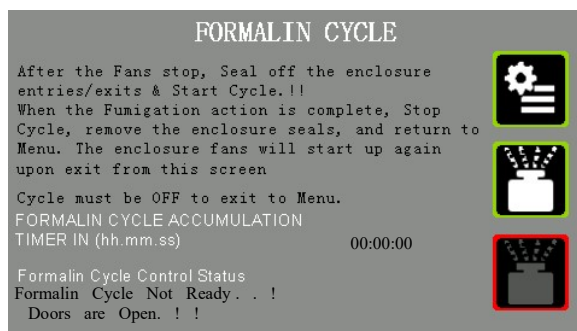 FORMALIN CYCLE
After the Fans stop, Seal off the enclosure
entries/exits & Start Cycle.!!
When the Fumigation action is complete, Stop
Cycle, remove the enclosure seals, and return to
Menu. The enclosure fans will start up again
upon exit from this screen
Cycle must be OFF to exit to Menu.
FORMALIN CYCLE ACCUMULATION
TIMER IN (hh.mm.ss) 00:00:00
Formalin Cycle Control Status
Formalin Cycle Not Ready . . !
Doors are Open. ! !